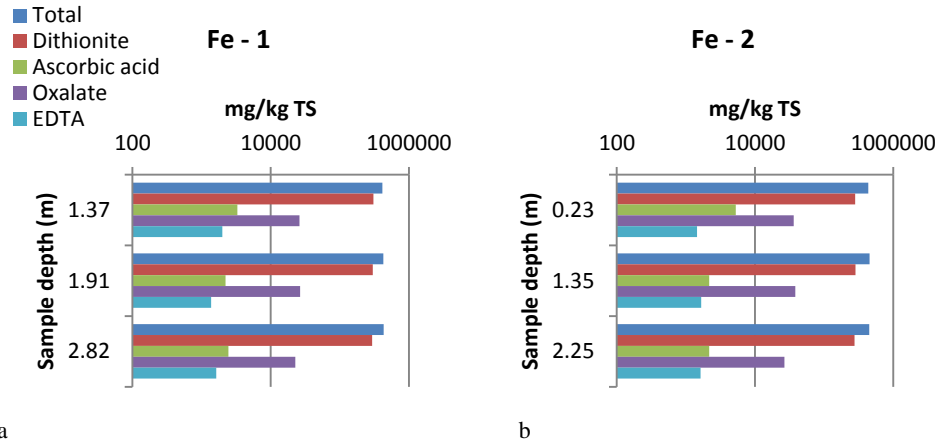 Total
Dithionite
Ascorbic acid
Oxalate
EDTA
Fe - 1
mg/kg TS
100 10000 1000000
Sample depth (m)
1.37
1.91
2.82
a
Fe - 2
mg/kg TS
100 10000 1000000
Sample depth (m)
0.23
1.35
2.25
b